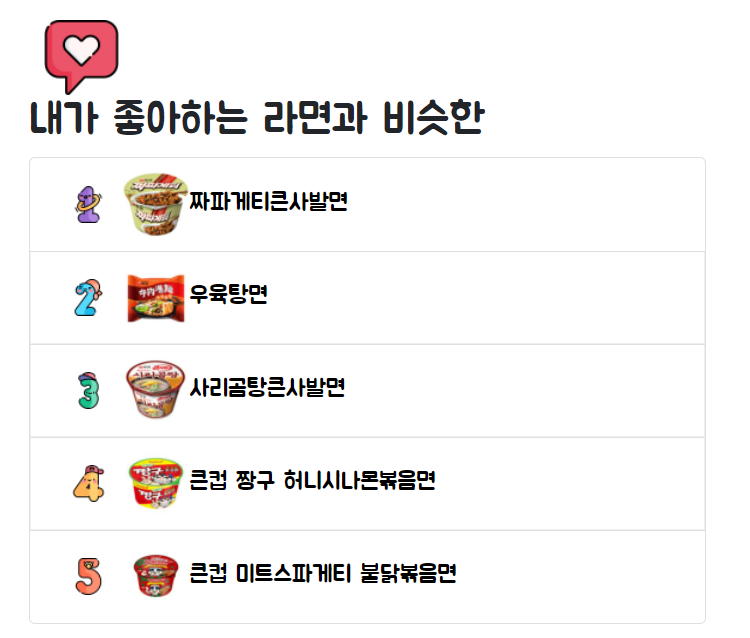 내가 좋아하는 라면과 비슷한
1
짜파게티큰사발면
2
우육탕면
3
사리곰탕큰사발면
4
큰컵 짱구 허니시나몬볶음면
5
큰컵 미트스파게티 불닭볶음면